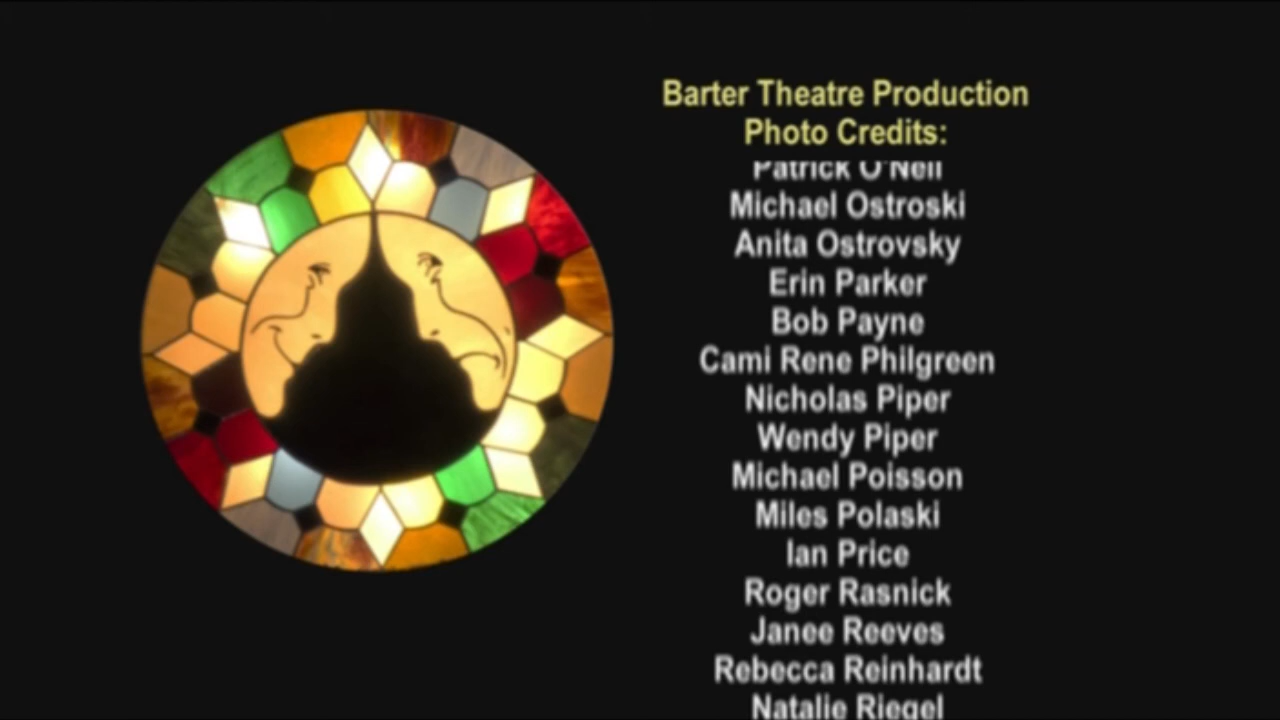 Barter Theatre Production
Photo Credits:
Patrick O'Neil
Michael Ostroski
Anita Ostrovsky
Erin Parker
Bob Payne
Cami Rene Philgreen
Nicholas Piper
Wendy Piper
Michael Poisson
Miles Polaski
Ian Price
Roger Rasnick
Janee Reeves
Rebecca Reinhardt
Natalie Riegel